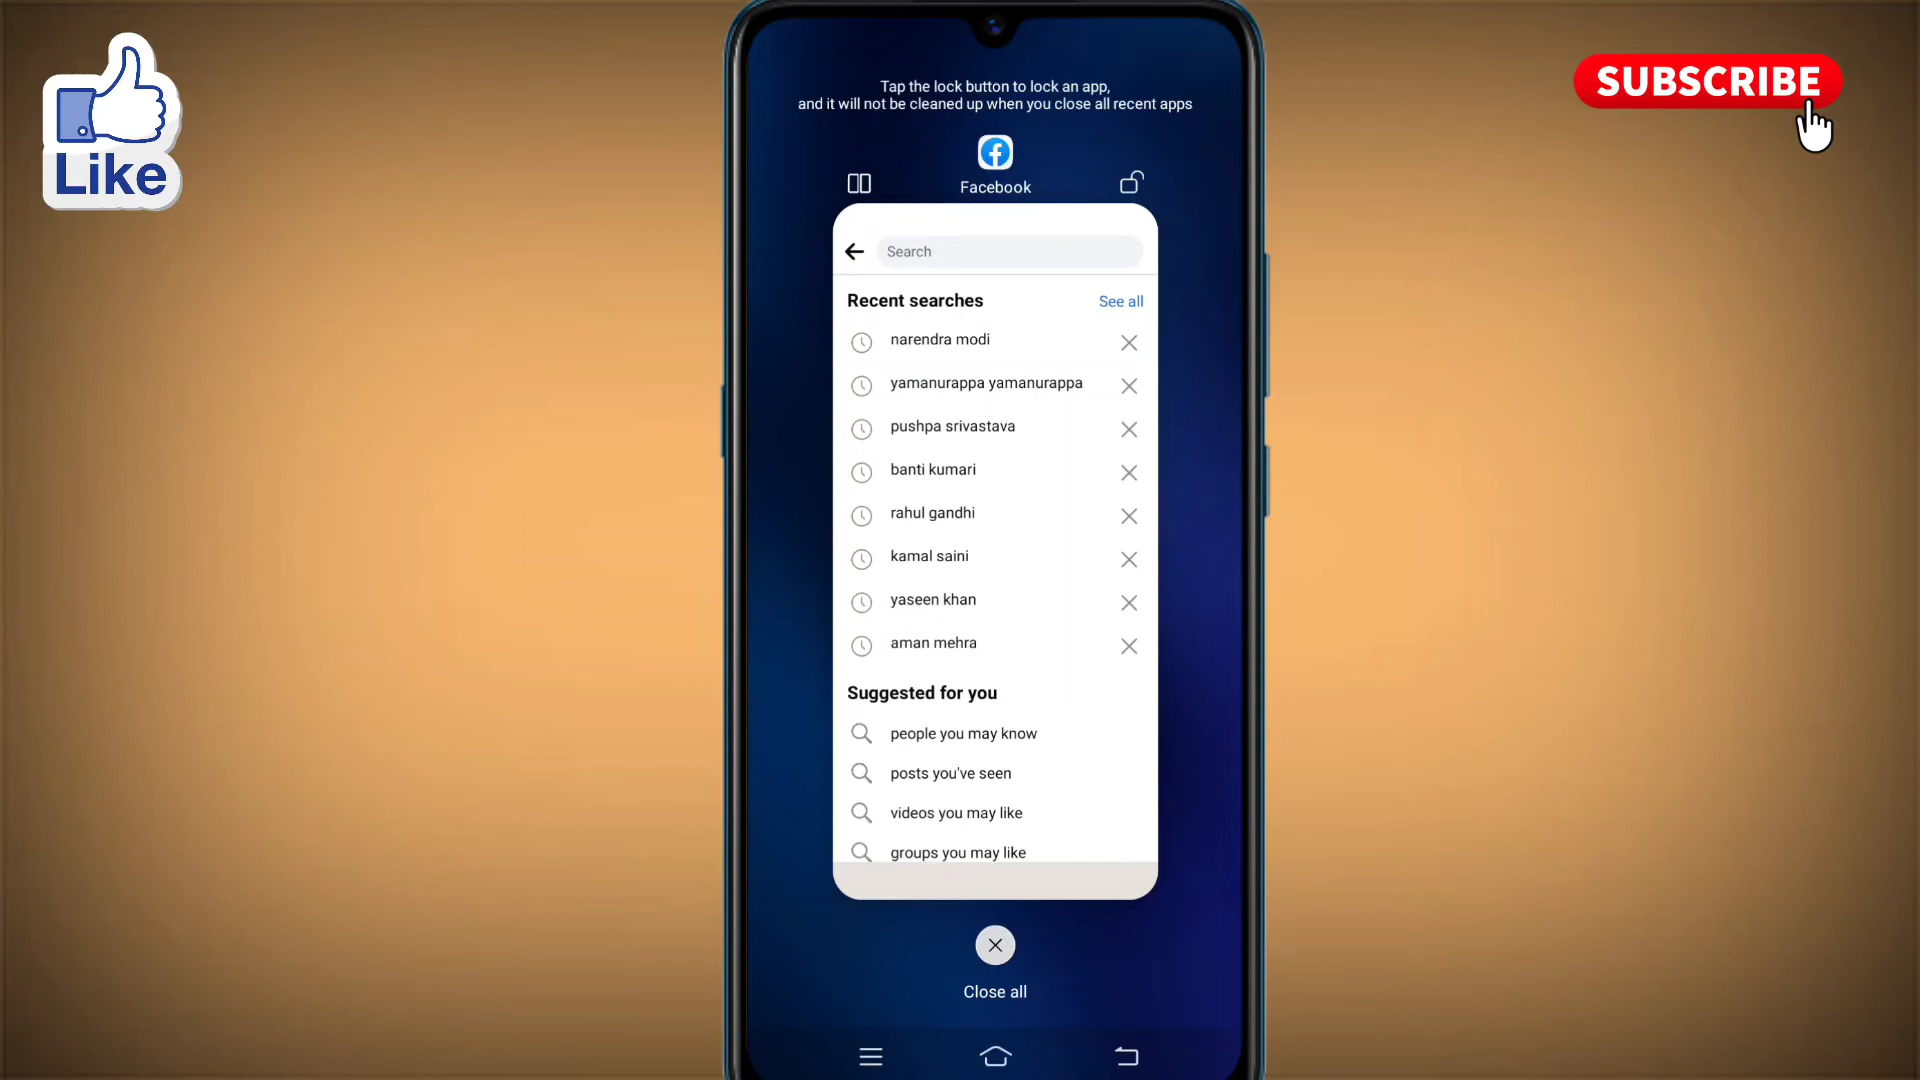 Like
SUBSCRIBE
Tap the lock button to lock an app,
and it will not be cleaned up when you close all recent apps
Facebook
Search
Recent searches
See all
narendra modi
yamanurappa yamanurappa
pushpa srivastava
banti kumari
rahul gandhi
kamal saini
yaseen khan
aman mehra
Suggested for you
people you may know
posts you've seen
videos you may like
groups you may like
Close all